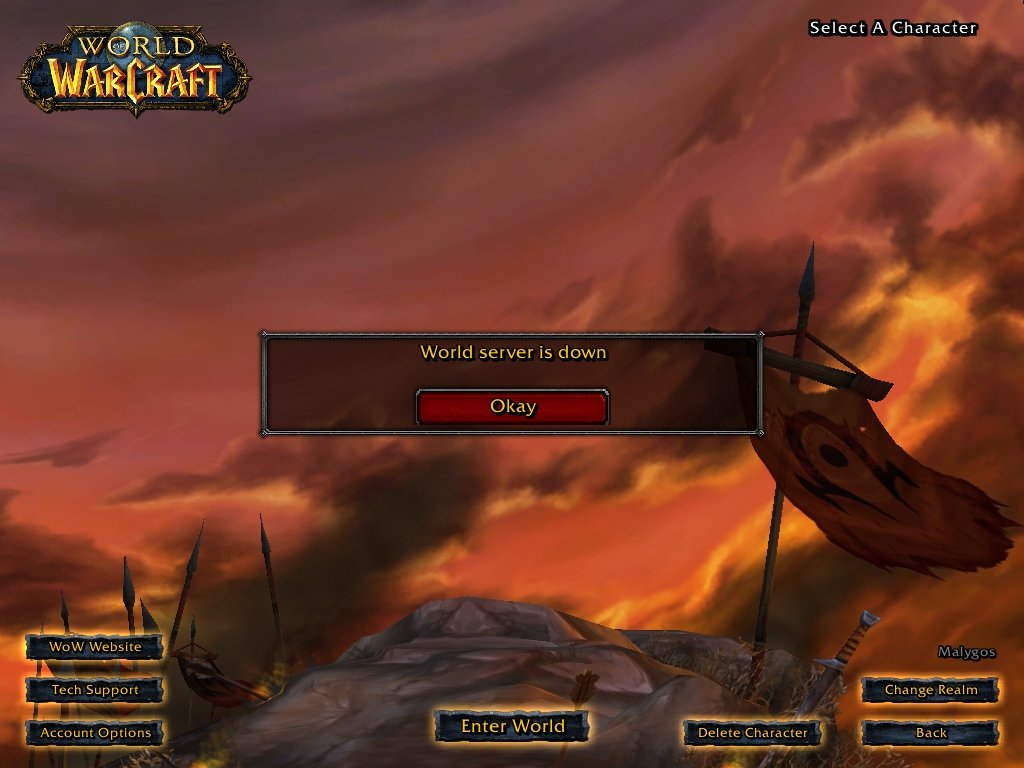 WORLD
OF
WARCRAFT
Select A Character
World server is down
Okay
WoW Website
Tech Support
Account Options
Enter World
Delete Character
Malygos
Change Realm
Back